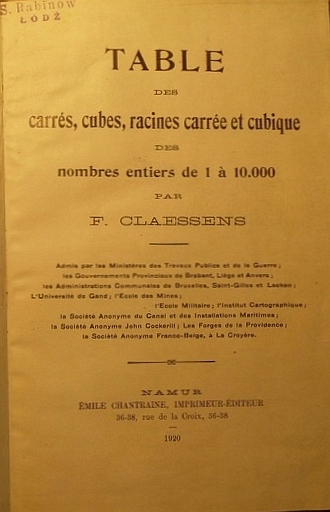 S. Rabinow
ŁÓDŹ
TABLE
DES
carrés, cubes, racines carrée et cubique
DES
nombres entiers de 1 à 10.000
PAR
F. CLAESSENS
Admis par les Ministères des Travaux Publics et de la Guerre ;
les Gouvernements Provinciaux de Brabant, Liége et Anvers ;
les Administrations Communales de Bruxelles, Saint-Gilles et Laeken ;
L'Université de Gand ; l'École des Mines ;
l'École Militaire ; l'Institut Cartographique ;
la Société Anonyme du Canal et des Installations Maritimes ;
la Société Anonyme John Cockerill ; Les Forges de la Providence ;
la Société Anonyme Franco-Belge, à La Croyère.
NAMUR
ÉMILE CHANTRAINE, IMPRIMEUR-ÉDITEUR
36-38, rue de la Croix, 36-38
1920